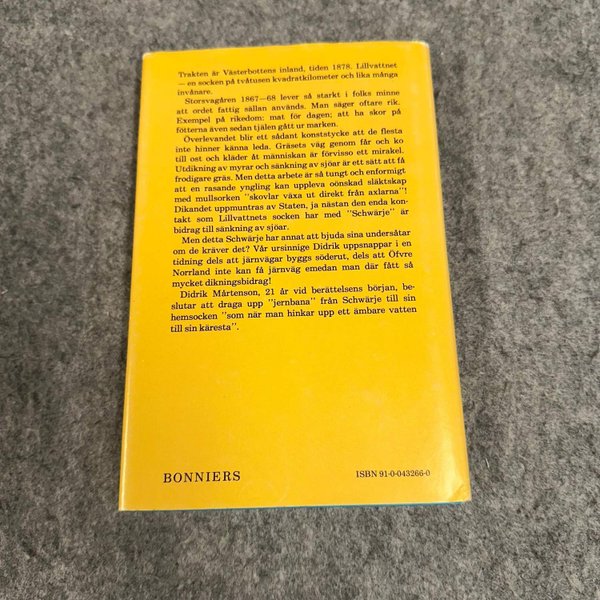 Trakten är Västerbottens inland, tiden 1878. Lillvattnet
— en socken på tvåtusen kvadratkilometer och lika många
invånare.
Storsvagåren 1867—68 lever så starkt i folks minne
att ordet fattig sällan används. Man säger oftare rik.
Exempel på rikedom: mat för dagen; att ha skor på
fötterna även sedan tjälen gått ur marken.
Överlevandet blir ett sådant konststycke att de flesta
inte hinner känna leda. Gräsets väg genom får och ko
till ost och kläder åt människan är förvisso ett mirakel.
Utdikning av myrar och sänkning av sjöar är ett sätt att få
frodigare gräs. Men detta arbete är så tungt och enformigt
att en rasande yngling kan uppleva oönskad släktskap
med mullsorken "skovlar växa ut direkt från axlarna"!
Dikandet uppmuntras av Staten, ja nästan den enda kon-
takt som Lillvattnets socken har med "Schwärje" är
bidrag till sänkning av sjöar.
Men detta Schwärje har annat att bjuda sina undersåtar
om de kräver det? Vår ursinnige Didrik uppsnappar i en
tidning dels att järnvägar byggs söderut, dels att Öfvre
Norrland inte kan få järnväg emedan man där fått så
mycket dikningsbidrag!
Didrik Mårtenson, 21 år vid berättelsens början, be-
slutar att draga upp "jernbana" från Schwärje till sin
hemsocken "som när man hinkar upp ett ämbare vatten
till sin käresta".
BONNIERS
ISBN 91-0-043266-0